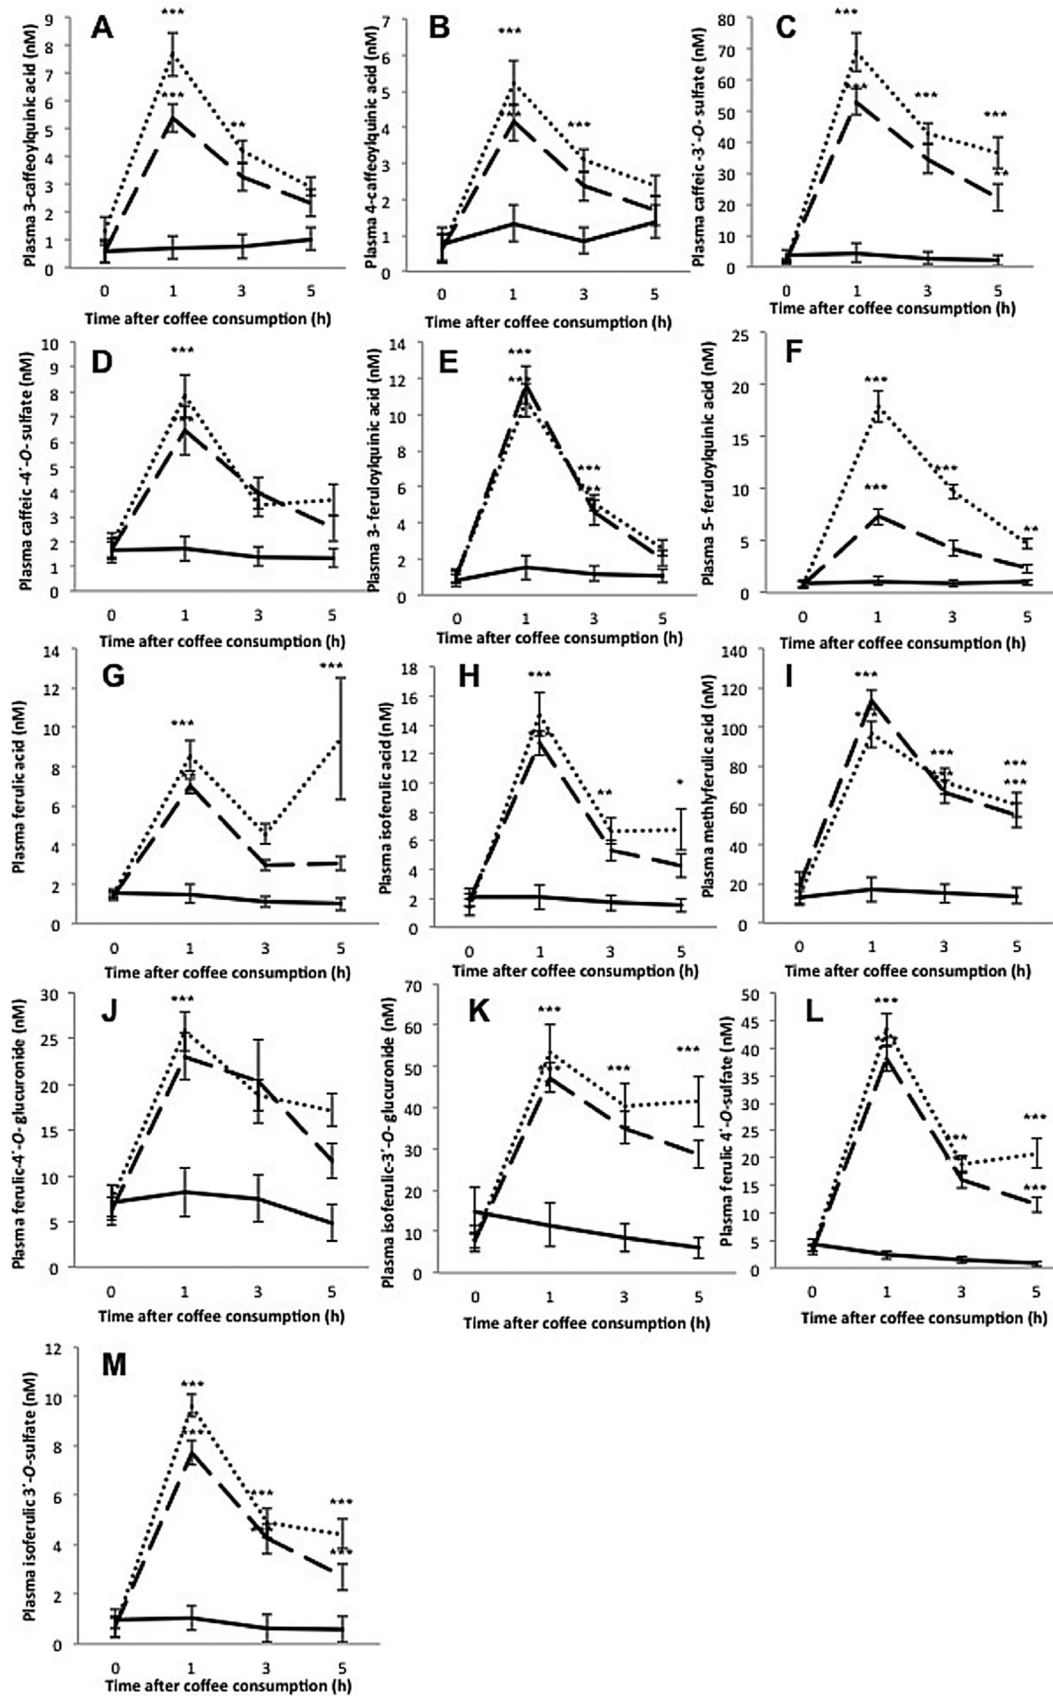 A
Plasma 3-caffeoylquinic acid (nM)
9
8
7
6
5
4
3
2
1
0
***
***
**
0 1 3 5
Time after coffee consumption (h)
B
Plasma 4-caffeoylquinic acid (nM)
7
6
5
4
3
2
1
0
***
***
0 1 3 5
Time after coffee consumption (h)
C
Plasma caffeic-3´-O-sulfate (nM)
80
70
60
50
40
30
20
10
0
***
***
***
***
**
0 1 3 5
Time after coffee consumption (h)
D
Plasma caffeic-4´-O-sulfate (nM)
10
9
8
7
6
5
4
3
2
1
0
***
0 1 3 5
Time after coffee consumption (h)
E
Plasma 3-feruloylquinic acid (nM)
14
12
10
8
6
4
2
0
***
***
***
0 1 3 5
Time after coffee consumption (h)
F
Plasma 5-feruloylquinic acid (nM)
25
20
15
10
5
0
***
***
***
**
0 1 3 5
Time after coffee consumption (h)
G
Plasma ferulic acid (nM)
14
12
10
8
6
4
2
0
***
***
0 1 3 5
Time after coffee consumption (h)
H
Plasma isoferulic acid (nM)
18
16
14
12
10
8
6
4
2
0
***
**
*
0 1 3 5
Time after coffee consumption (h)
I
Plasma methylferulic acid (nM)
140
120
100
80
60
40
20
0
***
***
***
***
***
0 1 3 5
Time after coffee consumption (h)
J
Plasma ferulic-4´-O-glucuronide (nM)
30
25
20
15
10
5
0
***
0 1 3 5
Time after coffee consumption (h)
K
Plasma isoferulic-3´-O-glucuronide (nM)
70
60
50
40
30
20
10
0
***
***
***
***
0 1 3 5
Time after coffee consumption (h)
L
Plasma ferulic 4´-O-sulfate (nM)
50
45
40
35
30
25
20
15
10
5
0
***
***
***
***
***
0 1 3 5
Time after coffee consumption (h)
M
Plasma isoferulic 3´-O-sulfate (nM)
12
10
8
6
4
2
0
***
***
***
***
***
0 1 3 5
Time after coffee consumption (h)